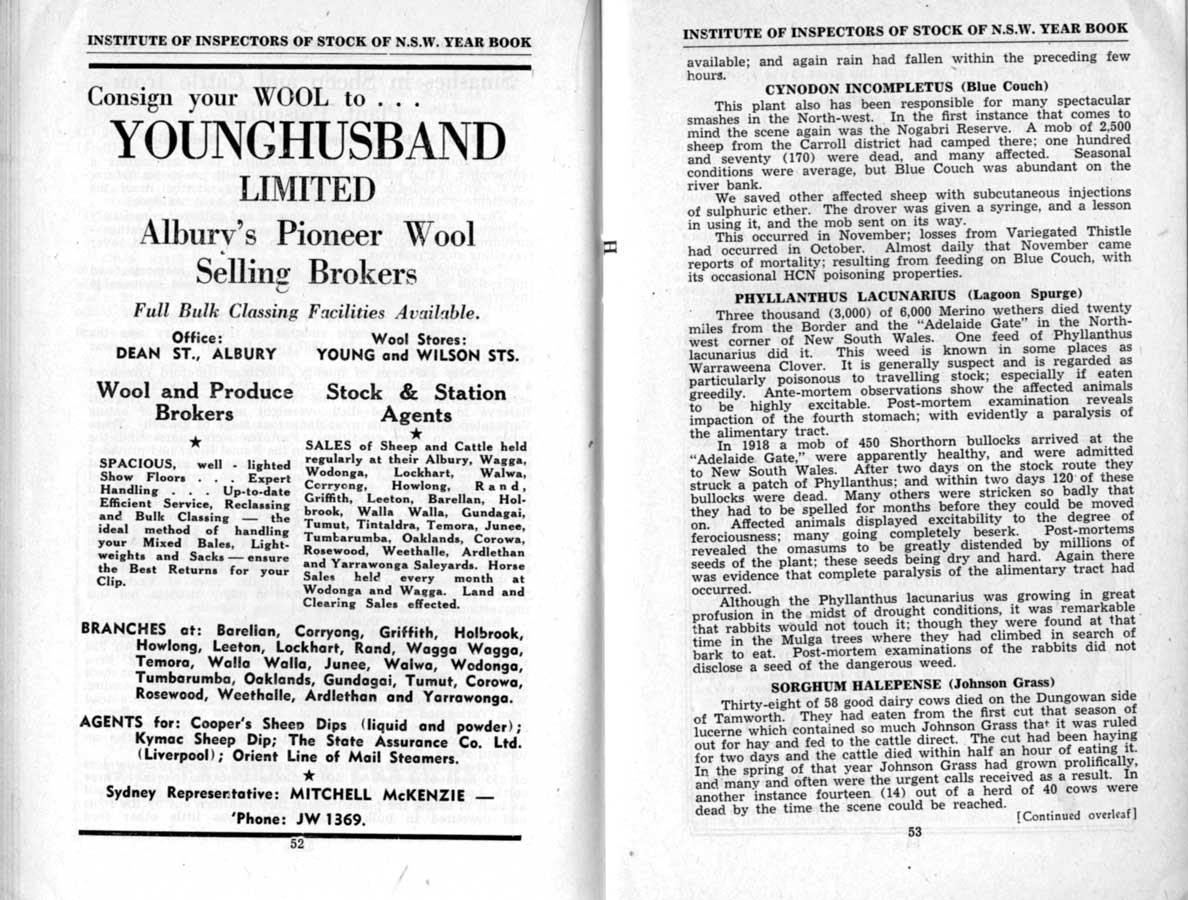 INSTITUTE OF INSPECTORS OF STOCK OF N.S.W. YEAR BOOK
Consign your WOOL to . . .
YOUNGHUSBAND
LIMITED
Albury's Pioneer Wool
Selling Brokers
Full Bulk Classing Facilities Available.
Office:
DEAN ST., ALBURY
Wool Stores:
YOUNG and WILSON STS.
Wool and Produce
Brokers
★
SPACIOUS, well - lighted
Show Floors . . . Expert
Handling . . . Up-to-date
Efficient Service, Reclassing
and Bulk Classing — the
ideal method of handling
your Mixed Bales, Light-
weights and Sacks — ensure
the Best Returns for your
Clip.
Stock & Station
Agents
★
SALES of Sheep and Cattle held
regularly at their Albury, Wagga,
Wodonga, Lockhart, Walwa,
Corryong, Howlong, Rand,
Griffith, Leeton, Barellan, Hol-
brook, Walla Walla, Gundagai,
Tumut, Tintaldra, Temora, Junee,
Tumbarumba, Oaklands, Corowa,
Rosewood, Weethalle, Ardlethan
and Yarrawonga Saleyards. Horse
Sales held every month at
Wodonga and Wagga. Land and
Clearing Sales effected.
BRANCHES at: Barellan, Corryong, Griffith, Holbrook,
Howlong, Leeton, Lockhart, Rand, Wagga Wagga,
Temora, Walla Walla, Junee, Walwa, Wodonga,
Tumbarumba, Oaklands, Gundagai, Tumut, Corowa,
Rosewood, Weethalle, Ardlethan and Yarrawonga.
AGENTS for: Cooper's Sheep Dips (liquid and powder);
Kymac Sheep Dip; The State Assurance Co. Ltd.
(Liverpool); Orient Line of Mail Steamers.
★
Sydney Representative: MITCHELL McKENZIE —
'Phone: JW 1369.
52
H
INSTITUTE OF INSPECTORS OF STOCK OF N.S.W. YEAR BOOK
available; and again rain had fallen within the preceding few
hours.
CYNODON INCOMPLETUS (Blue Couch)
This plant also has been responsible for many spectacular
smashes in the North-west. In the first instance that comes to
mind the scene again was the Nogabri Reserve. A mob of 2,500
sheep from the Carroll district had camped there; one hundred
and seventy (170) were dead, and many affected. Seasonal
conditions were average, but Blue Couch was abundant on the
river bank.
We saved other affected sheep with subcutaneous injections
of sulphuric ether. The drover was given a syringe, and a lesson
in using it, and the mob sent on its way.
This occurred in November; losses from Variegated Thistle
had occurred in October. Almost daily that November came
reports of mortality; resulting from feeding on Blue Couch, with
its occasional HCN poisoning properties.
PHYLLANTHUS LACUNARIUS (Lagoon Spurge)
Three thousand (3,000) of 6,000 Merino wethers died twenty
miles from the Border and the "Adelaide Gate" in the North-
west corner of New South Wales. One feed of Phyllanthus
lacunarius did it. This weed is known in some places as
Warraweena Clover. It is generally suspect and is regarded as
particularly poisonous to travelling stock; especially if eaten
greedily. Ante-mortem observations show the affected animals
to be highly excitable. Post-mortem examination reveals
impaction of the fourth stomach; with evidently a paralysis of
the alimentary tract.
In 1918 a mob of 450 Shorthorn bullocks arrived at the
"Adelaide Gate," were apparently healthy, and were admitted
to New South Wales. After two days on the stock route they
struck a patch of Phyllanthus; and within two days 120 of these
bullocks were dead. Many others were stricken so badly that
they had to be spelled for months before they could be moved
on. Affected animals displayed excitability to the degree of
ferociousness; many going completely beserk. Post-mortems
revealed the omasums to be greatly distended by millions of
seeds of the plant; these seeds being dry and hard. Again there
was evidence that complete paralysis of the alimentary tract had
occurred.
Although the Phyllanthus lacunarius was growing in great
profusion in the midst of drought conditions, it was remarkable
that rabbits would not touch it; though they were found at that
time in the Mulga trees where they had climbed in search of
bark to eat. Post-mortem examinations of the rabbits did not
disclose a seed of the dangerous weed.
SORGHUM HALEPENSE (Johnson Grass)
Thirty-eight of 58 good dairy cows died on the Dungowan side
of Tamworth. They had eaten from the first cut that season of
lucerne which contained so much Johnson Grass that it was ruled
out for hay and fed to the cattle direct. The cut had been haying
for two days and the cattle died within half an hour of eating it.
In the spring of that year Johnson Grass had grown prolifically,
and many and often were the urgent calls received as a result. In
another instance fourteen (14) out of a herd of 40 cows were
dead by the time the scene could be reached.
[Continued overleaf]
53